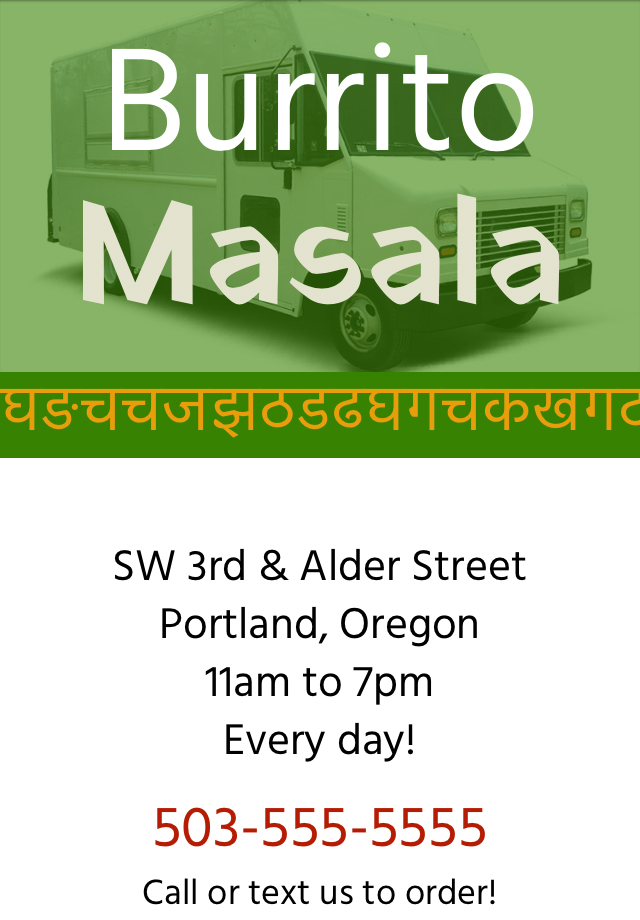 Burrito
Masala
घङचचजझठडढघगचकखगठ
SW 3rd & Alder Street
Portland, Oregon
11am to 7pm
Every day!
503-555-5555
Call or text us to order!